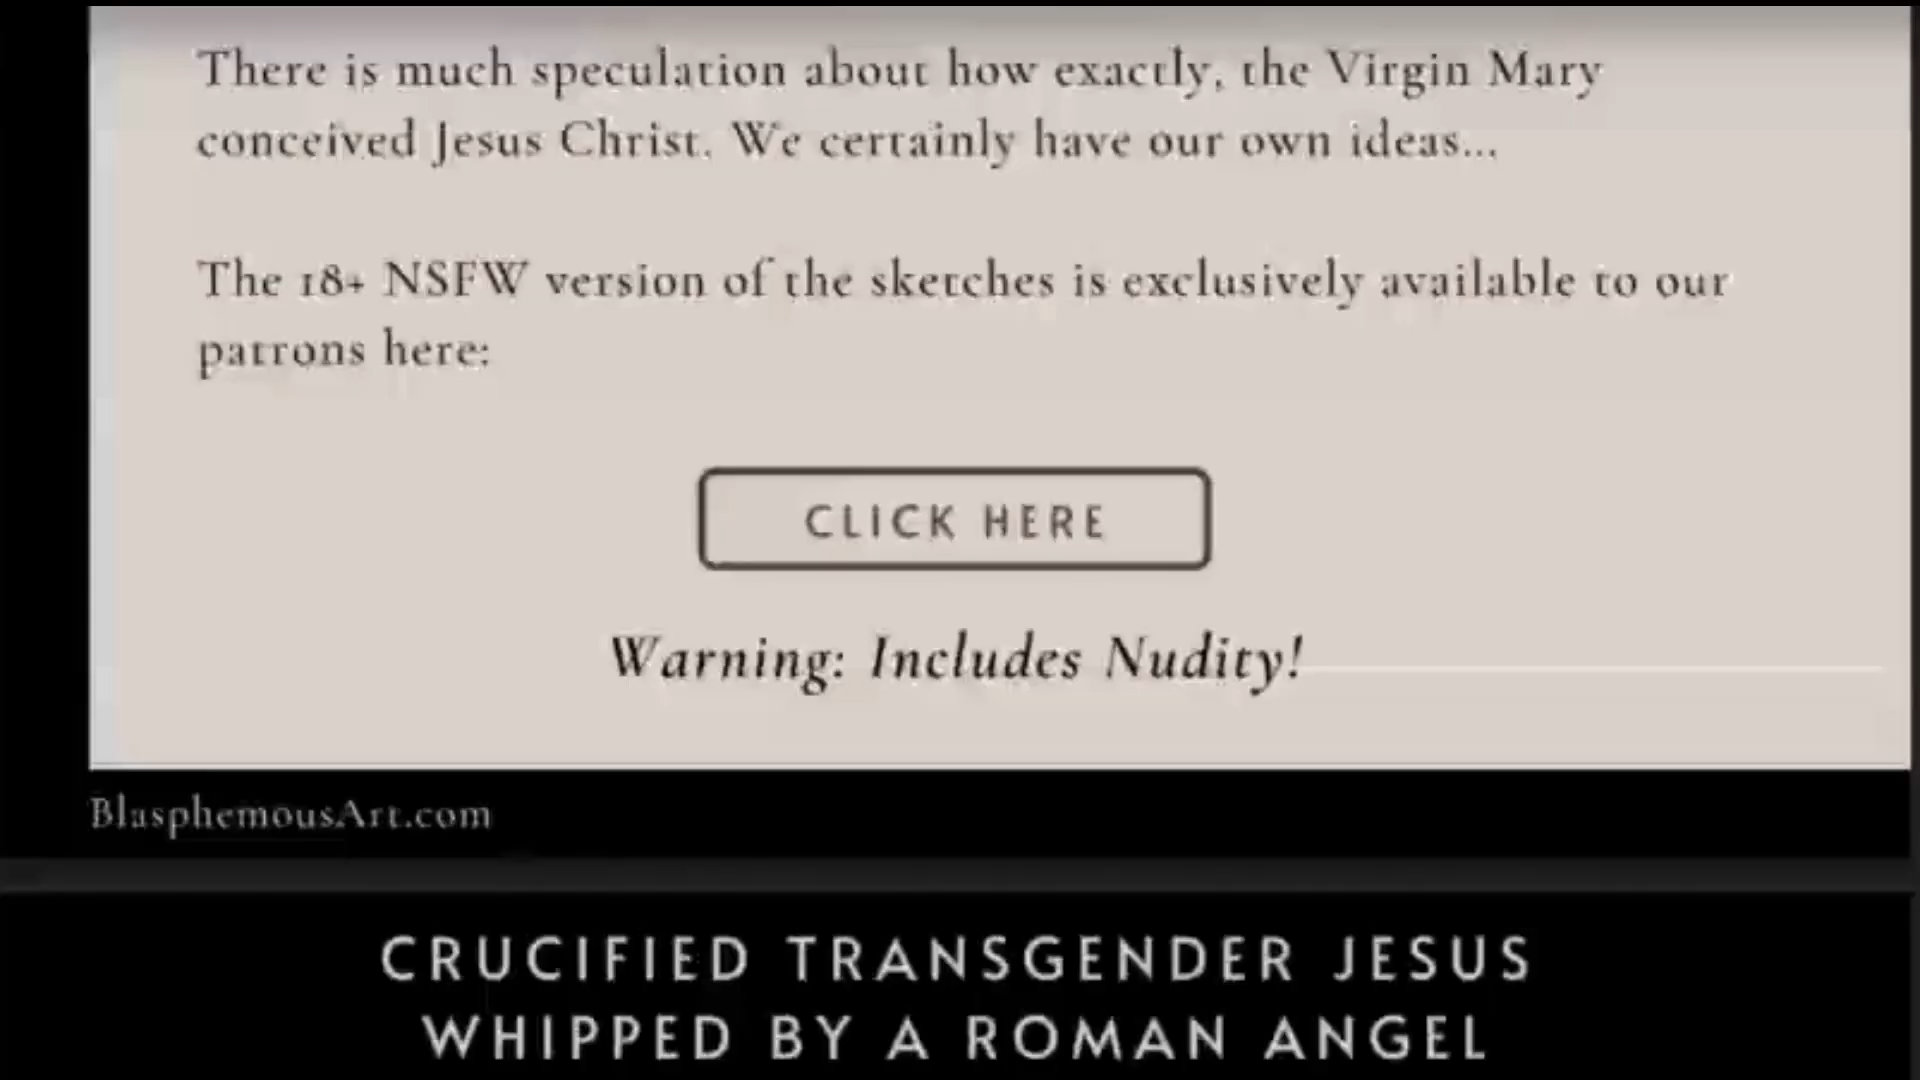 There is much speculation about how exactly, the Virgin Mary
conceived Jesus Christ. We certainly have our own ideas...
The 18+ NSFW version of the sketches is exclusively available to our
patrons here:
CLICK HERE
Warning: Includes Nudity!
BlasphemousArt.com
CRUCIFIED TRANSGENDER JESUS
WHIPPED BY A ROMAN ANGEL